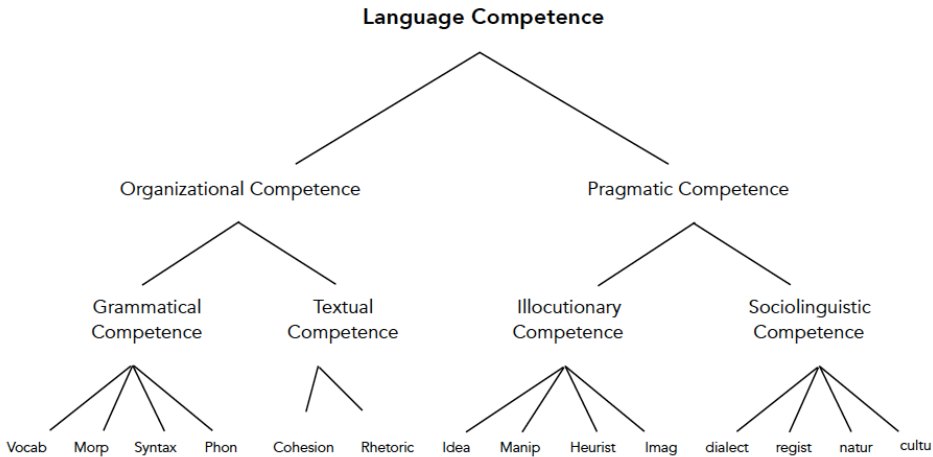 Language Competence
Organizational Competence
Pragmatic Competence
Grammatical
Competence
Textual
Competence
Illocutionary
Competence
Sociolinguistic
Competence
Vocab
Morp
Syntax
Phon
Cohesion
Rhetoric
Idea
Manip
Heurist
Imag
dialect
regist
natur
cultu